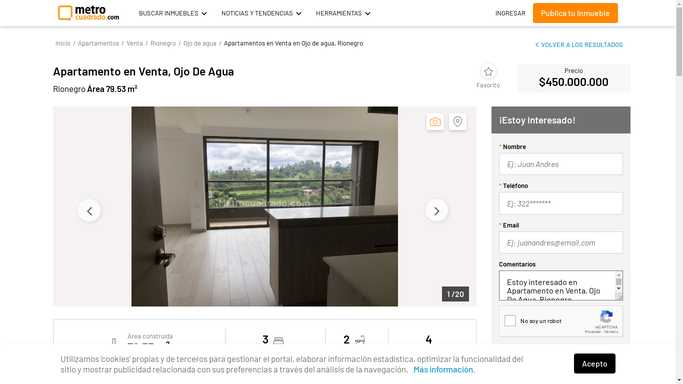 metro
cuadrado.com
BUSCAR INMUEBLES
NOTICIAS Y TENDENCIAS
HERRAMIENTAS
INGRESAR
Publica tu Inmueble
Inicio / Apartamentos / Venta / Rionegro / Ojo de agua / Apartamentos en Venta en Ojo de agua, Rionegro
VOLVER A LOS RESULTADOS
Apartamento en Venta, Ojo De Agua
Rionegro Área 79.53 m²
Favorito
Precio
$450.000.000
1 / 20
¡Estoy Interesado!
* Nombre
Ej: Juan Andres
* Teléfono
Ej: 322*******
* Email
Ej: juanandres@email.com
Comentarios
Estoy interesado en
Apartamento en Venta, Ojo
De Agua, Rionegro
No soy un robot
reCAPTCHA
Privacidad - Términos
Área construida
3
2
4
Utilizamos 'cookies' propias y de terceros para gestionar el portal, elaborar información estadística, optimizar la funcionalidad del
sitio y mostrar publicidad relacionada con sus preferencias a través del análisis de la navegación. Más información.
Acepto